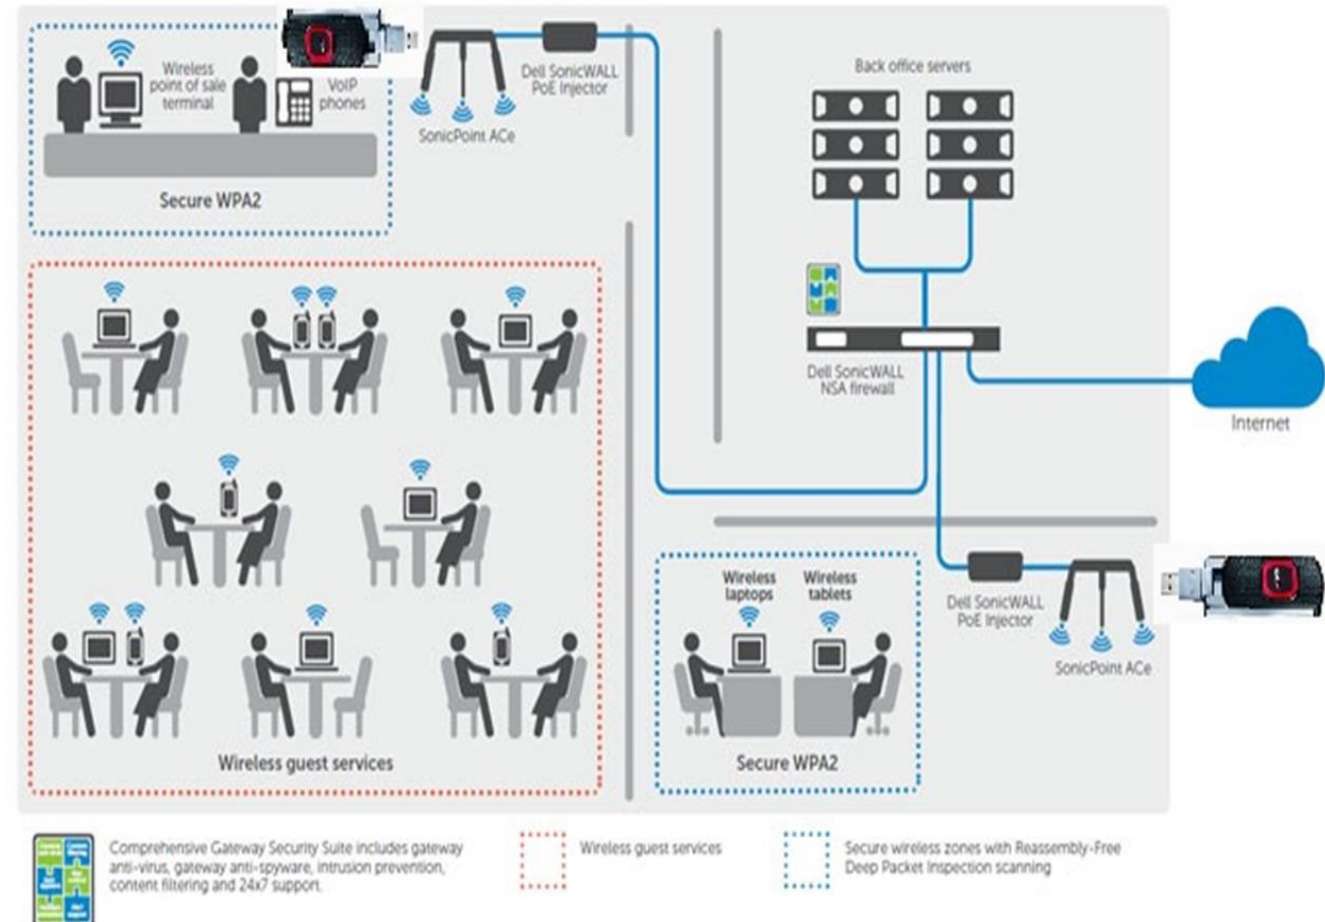 Wireless
point of sale
terminal
VoIP
phones
Secure WPA2
SonicPoint ACe
Dell SonicWALL
PoE Injector
Back office servers
Dell SonicWALL
NSA firewall
Internet
Wireless guest services
Wireless
laptops
Wireless
tablets
Secure WPA2
Dell SonicWALL
PoE Injector
SonicPoint ACe
Comprehensive Gateway Security Suite includes gateway
anti-virus, gateway anti-spyware, intrusion prevention,
content filtering and 24x7 support.
Wireless guest services
Secure wireless zones with Reassembly-Free
Deep Packet Inspection scanning